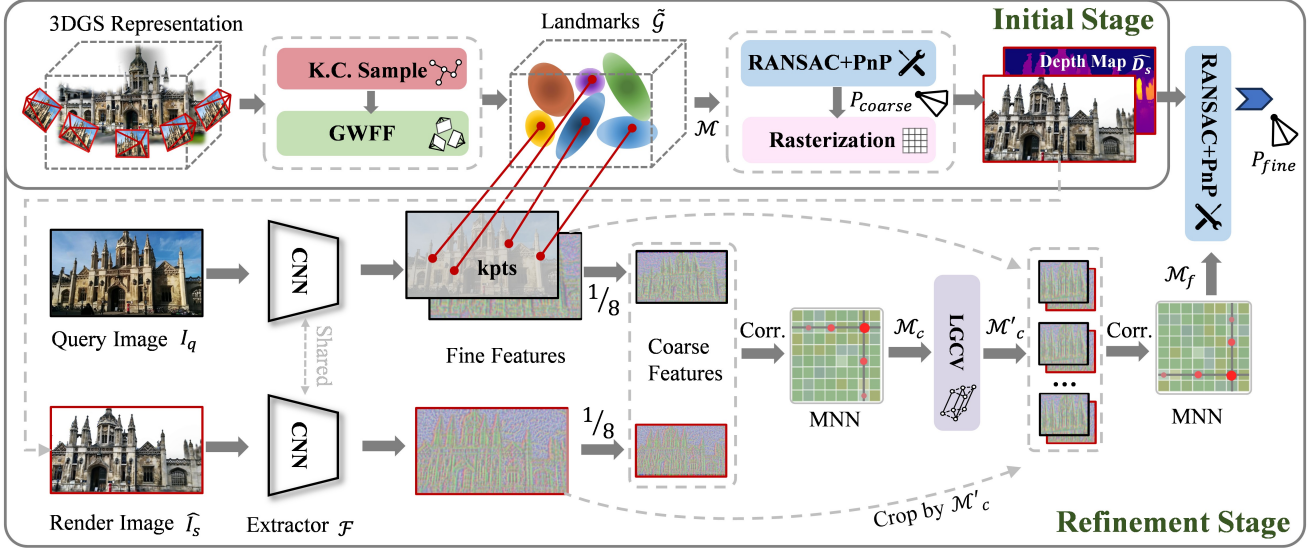 3DGS Representation
K.C. Sample
GWFF
Landmarks 𝒢̃
ℳ
RANSAC+PnP
P_coarse
Rasterization
Initial Stage
Depth Map D̂_s
RANSAC+PnP
P_fine
Query Image I_q
CNN
Shared
kpts
Fine Features
1/8
Coarse
Features
Corr.
MNN
ℳ_c
LGCV
ℳ'_c
...
Corr.
MNN
ℳ_f
Render Image Î_s
CNN
Extractor ℱ
1/8
Crop by ℳ'_c
Refinement Stage